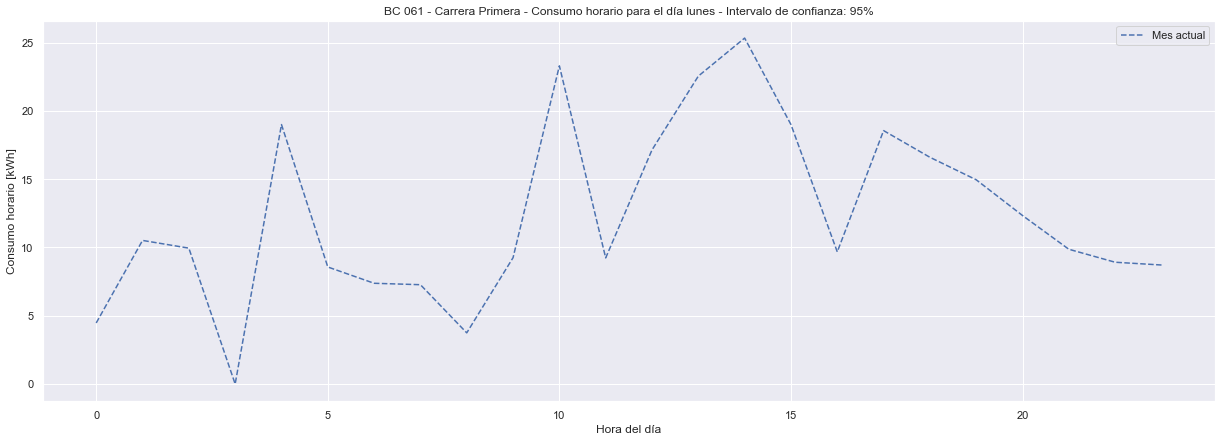 BC 061 - Carrera Primera - Consumo horario para el día lunes - Intervalo de confianza: 95%
Mes actual
Consumo horario [kWh]
25
20
15
10
5
0
0 5 10 15 20
Hora del día